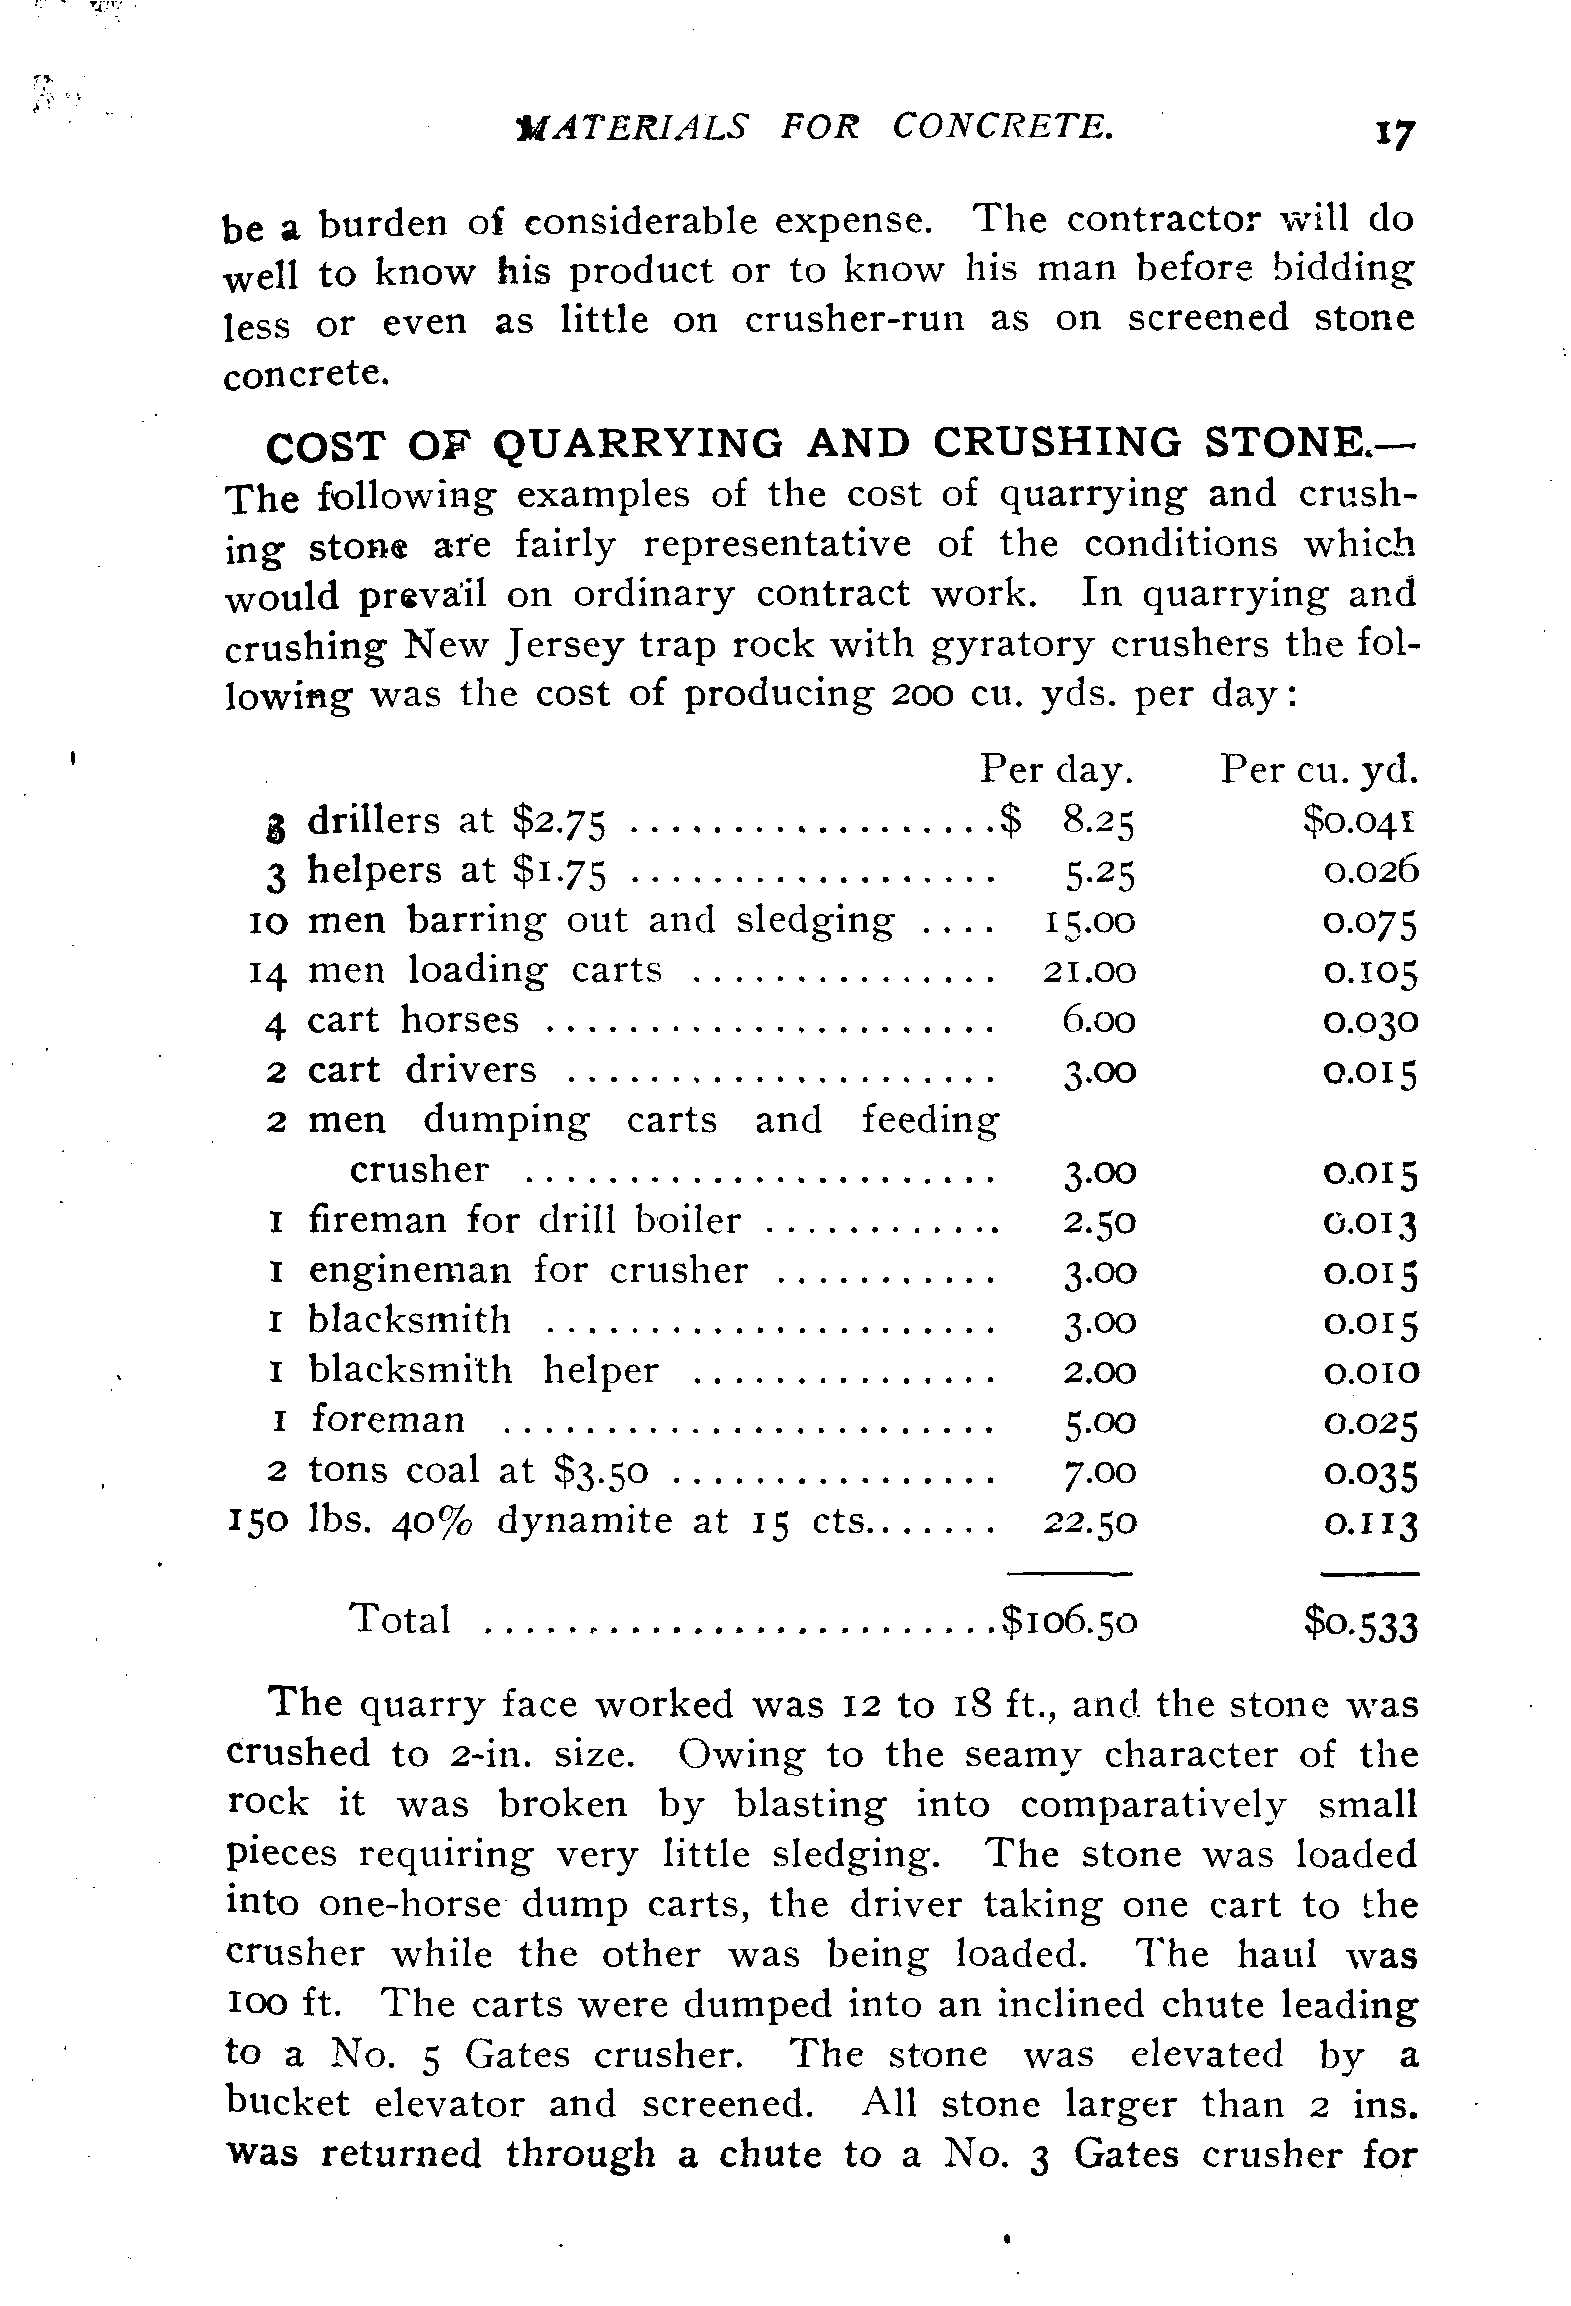 MATERIALS FOR CONCRETE. 17
be a burden of considerable expense. The contractor will do
well to know his product or to know his man before bidding
less or even as little on crusher-run as on screened stone
concrete.
COST OF QUARRYING AND CRUSHING STONE.—
The following examples of the cost of quarrying and crush-
ing stone are fairly representative of the conditions which
would prevail on ordinary contract work. In quarrying and
crushing New Jersey trap rock with gyratory crushers the fol-
lowing was the cost of producing 200 cu. yds. per day:
Per day. Per cu. yd.
3 drillers at $2.75 .................. $ 8.25 $0.041
3 helpers at $1.75 .................. 5.25 0.026
10 men barring out and sledging .... 15.00 0.075
14 men loading carts ............... 21.00 0.105
4 cart horses ...................... 6.00 0.030
2 cart drivers ..................... 3.00 0.015
2 men dumping carts and feeding
crusher ....................... 3.00 0.015
1 fireman for drill boiler ............ 2.50 0.013
1 engineman for crusher ........... 3.00 0.015
1 blacksmith ...................... 3.00 0.015
1 blacksmith helper ............... 2.00 0.010
1 foreman ........................ 5.00 0.025
2 tons coal at $3.50 ................ 7.00 0.035
150 lbs. 40% dynamite at 15 cts....... 22.50 0.113
Total .........................$106.50 $0.533
The quarry face worked was 12 to 18 ft., and the stone was
crushed to 2-in. size. Owing to the seamy character of the
rock it was broken by blasting into comparatively small
pieces requiring very little sledging. The stone was loaded
into one-horse dump carts, the driver taking one cart to the
crusher while the other was being loaded. The haul was
100 ft. The carts were dumped into an inclined chute leading
to a No. 5 Gates crusher. The stone was elevated by a
bucket elevator and screened. All stone larger than 2 ins.
was returned through a chute to a No. 3 Gates crusher for